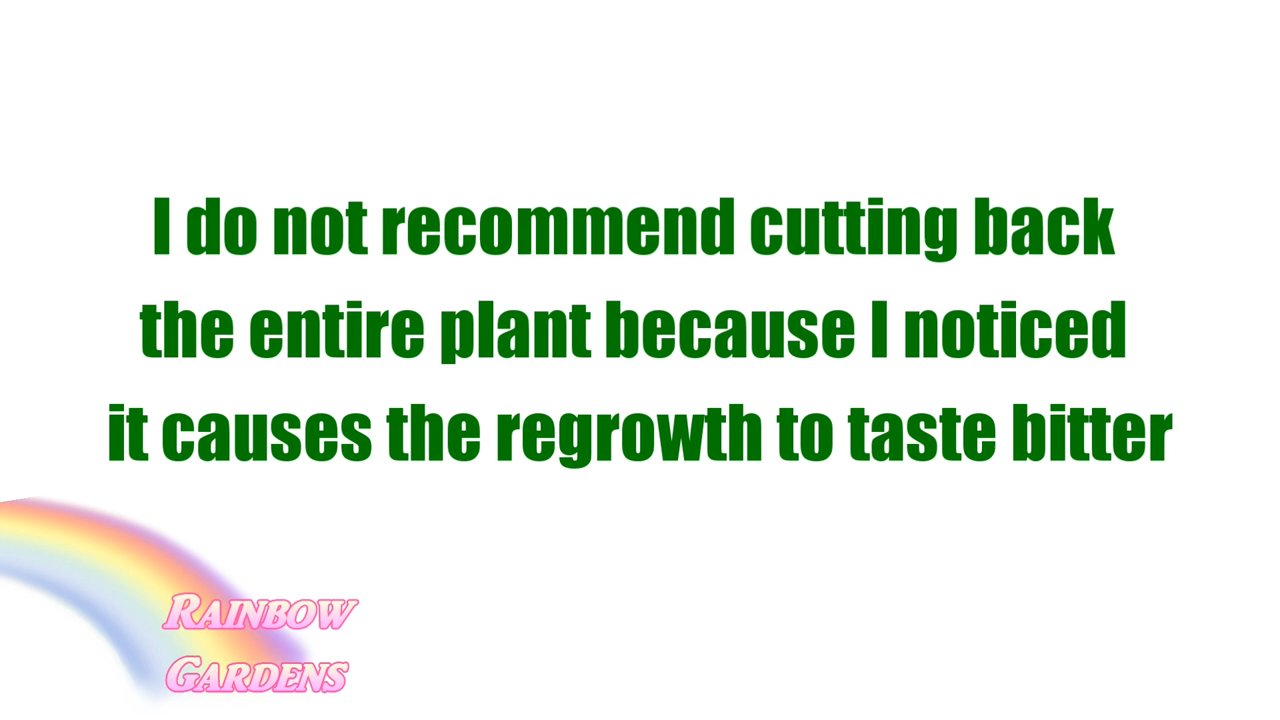 I do not recommend cutting back
the entire plant because I noticed
it causes the regrowth to taste bitter
Rainbow
Gardens